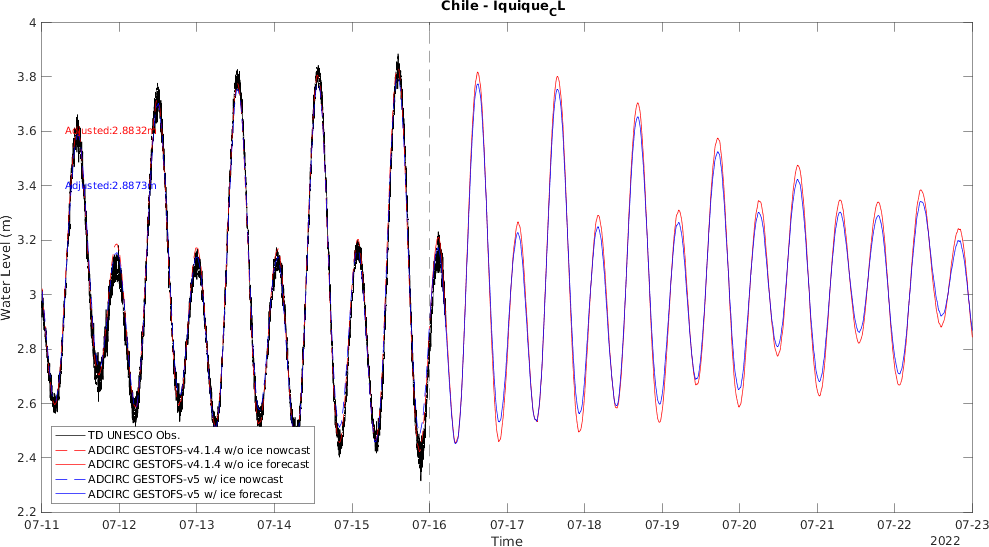 Chile - Iquique_CL
4
3.8
3.6
3.4
3.2
3
2.8
2.6
2.4
2.2
Water Level (m)
Adjusted:2.8832m
Adjusted:2.8873m
TD UNESCO Obs.
ADCIRC GESTOFS-v4.1.4 w/o ice nowcast
ADCIRC GESTOFS-v4.1.4 w/o ice forecast
ADCIRC GESTOFS-v5 w/ ice nowcast
ADCIRC GESTOFS-v5 w/ ice forecast
07-11 07-12 07-13 07-14 07-15 07-16 07-17 07-18 07-19 07-20 07-21 07-22 07-23
Time
2022